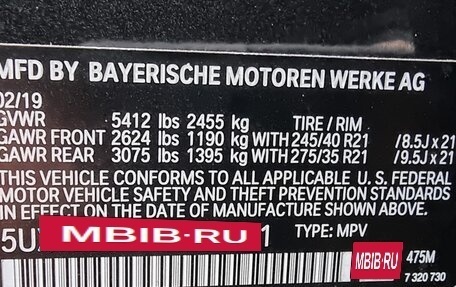 MFD BY BAYERISCHE MOTOREN WERKE AG
02/19
GVWR 5412 lbs 2455 kg TIRE / RIM
GAWR FRONT 2624 lbs 1190 kg WITH 245/40 R21 /8.5J x 21
GAWR REAR 3075 lbs 1395 kg WITH 275/35 R21 /9.5J x 21
THIS VEHICLE CONFORMS TO ALL APPLICABLE U.S. FEDERAL
MOTOR VEHICLE SAFETY AND THEFT PREVENTION STANDARDS
IN EFFECT ON THE DATE OF MANUFACTURE SHOWN ABOVE.
5UX MBIB·RU 1 TYPE: MPV
MBIB·RU 475M
7 320 730